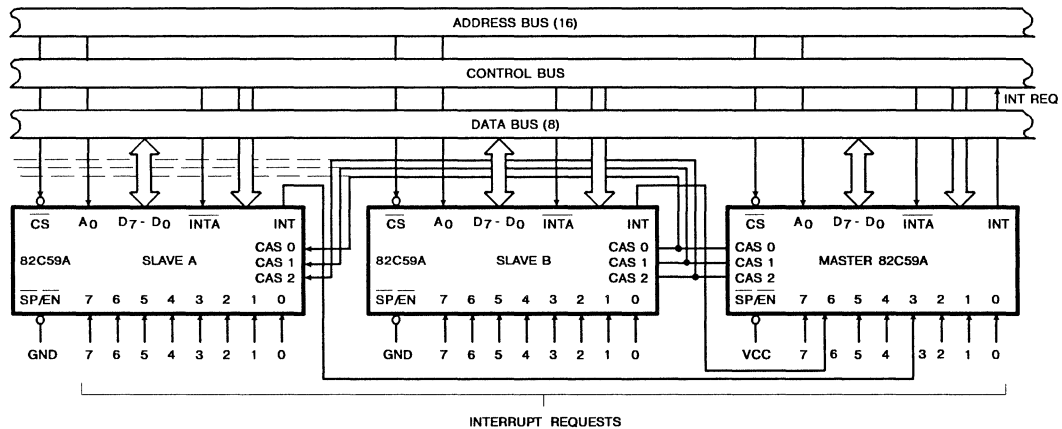 ADDRESS BUS (16)
CONTROL BUS
INT REQ
DATA BUS (8)
CS A0 D7 - D0 INTA INT
CAS 0
82C59A SLAVE A CAS 1
CAS 2
SP/EN 7 6 5 4 3 2 1 0
GND 7 6 5 4 3 2 1 0
CS A0 D7 - D0 INTA INT
CAS 0
82C59A SLAVE B CAS 1
CAS 2
SP/EN 7 6 5 4 3 2 1 0
GND 7 6 5 4 3 2 1 0
CS A0 D7 - D0 INTA INT
CAS 0
CAS 1 MASTER 82C59A
CAS 2
SP/EN 7 6 5 4 3 2 1 0
VCC 7 6 5 4 3 2 1 0
INTERRUPT REQUESTS